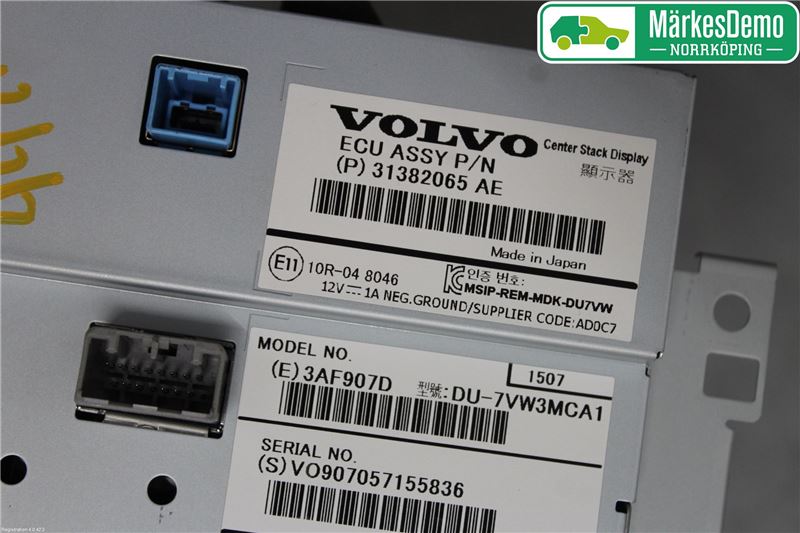 MärkesDemo
NORRKÖPING
VOLVO Center Stack Display
ECU ASSY P/N
顯示器
(P) 31382065 AE
Made in Japan
E11 10R-04 8046
인증 번호:
MSIP-REM-MDK-DU7VW
12V⎓1A NEG.GROUND/SUPPLIER CODE:AD0C7
MODEL NO.
1507
(E) 3AF907D 型號: DU-7VW3MCA1
SERIAL NO.
(S) VO907057155836